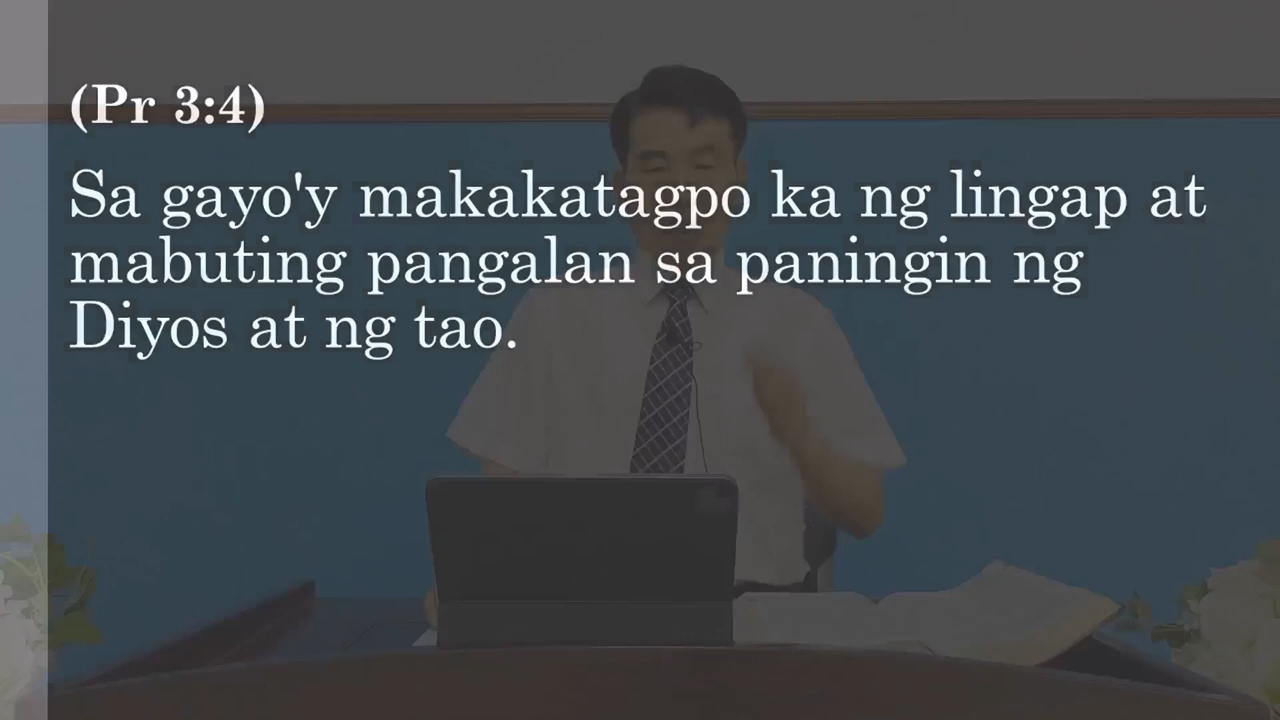 (Pr 3:4)
Sa gayo'y makakatagpo ka ng lingap at
mabuting pangalan sa paningin ng
Diyos at ng tao.